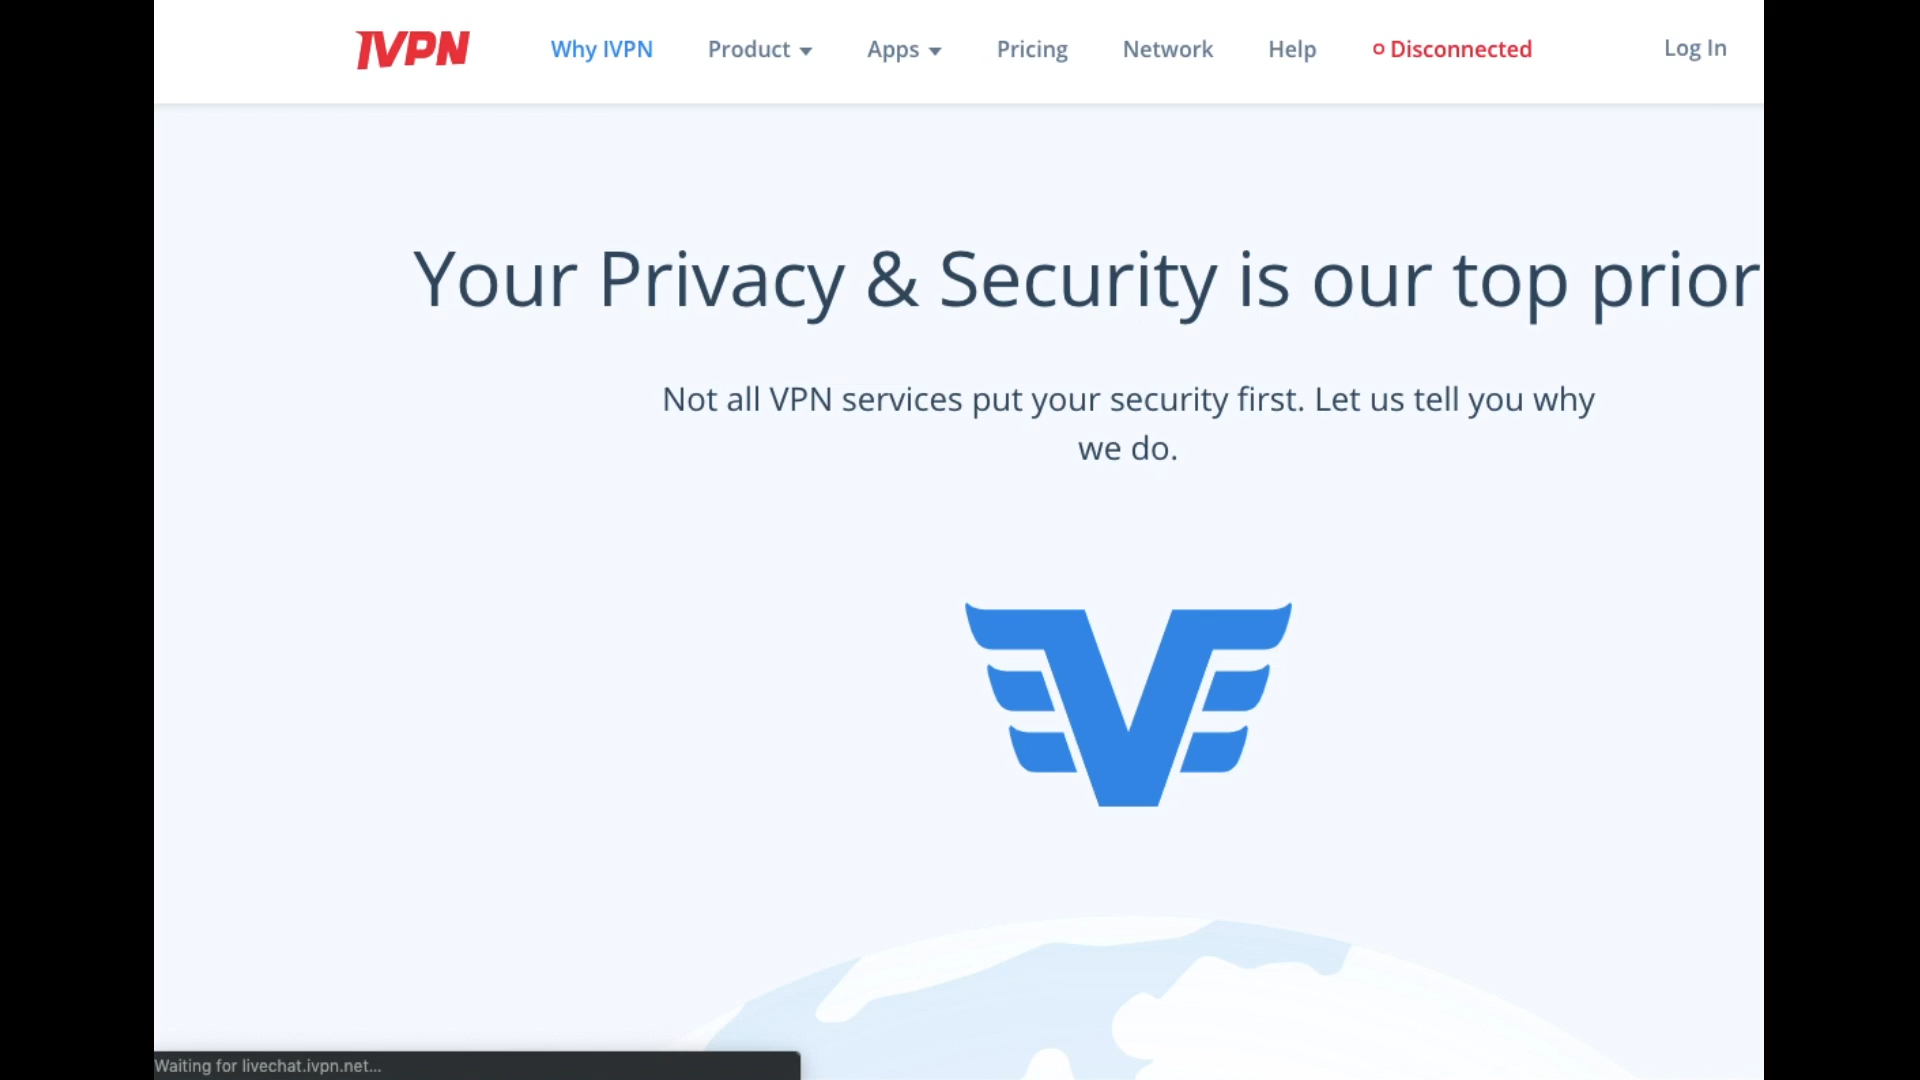 IVPN Why IVPN Product Apps Pricing Network Help Disconnected Log In
Your Privacy & Security is our top prior
Not all VPN services put your security first. Let us tell you why
we do.
V
Waiting for livechat.ivpn.net...